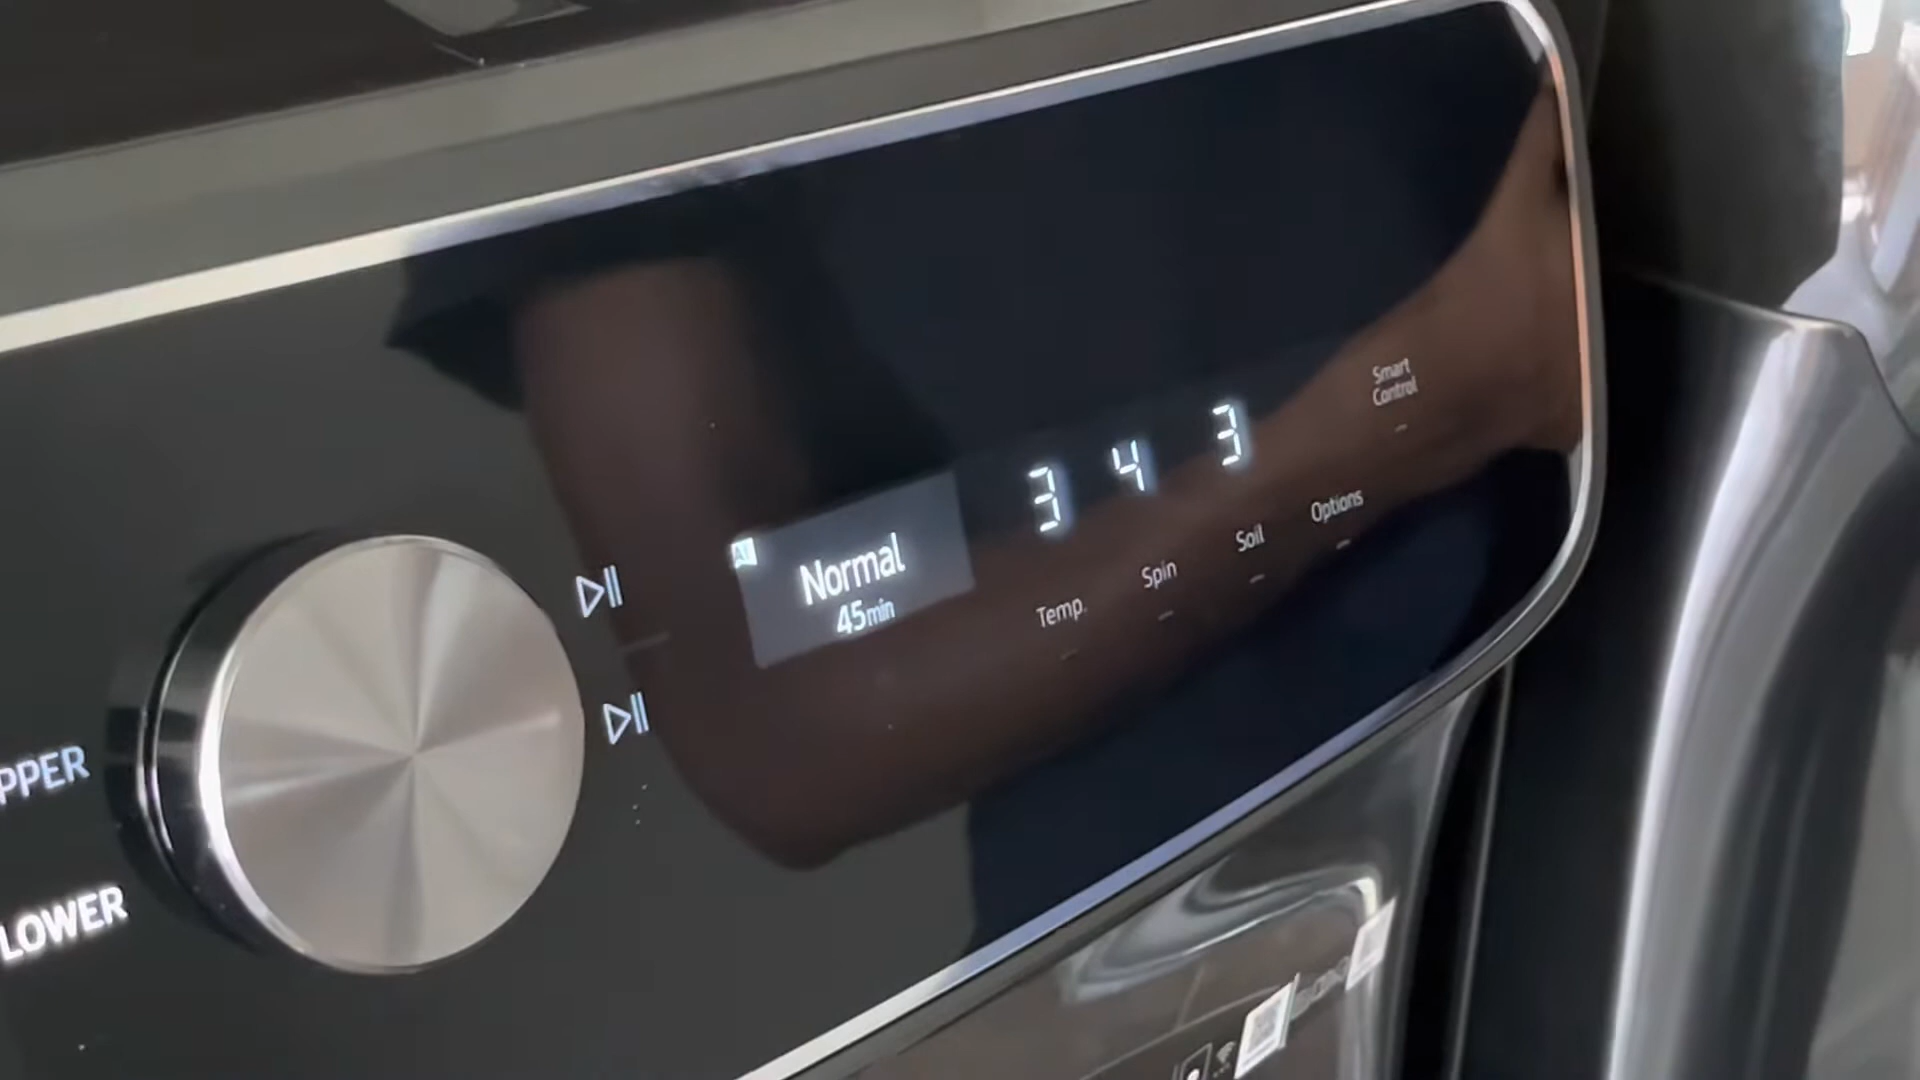 Smart
Control
3 4 3
AI
Normal
45min
Temp. Spin Soil Options
PPER
LOWER